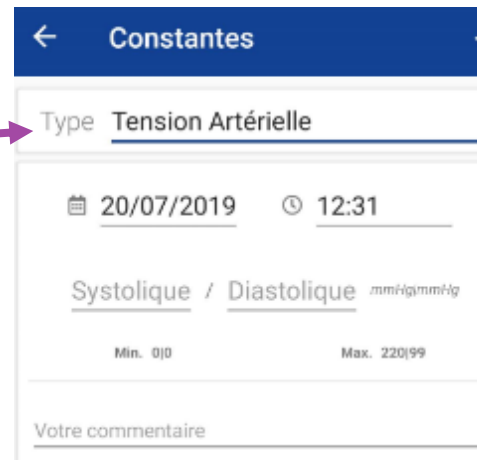 Constantes
Type Tension Artérielle
20/07/2019 12:31
Systolique / Diastolique mmHg|mmHg
Min. 0|0 Max. 220|99
Votre commentaire